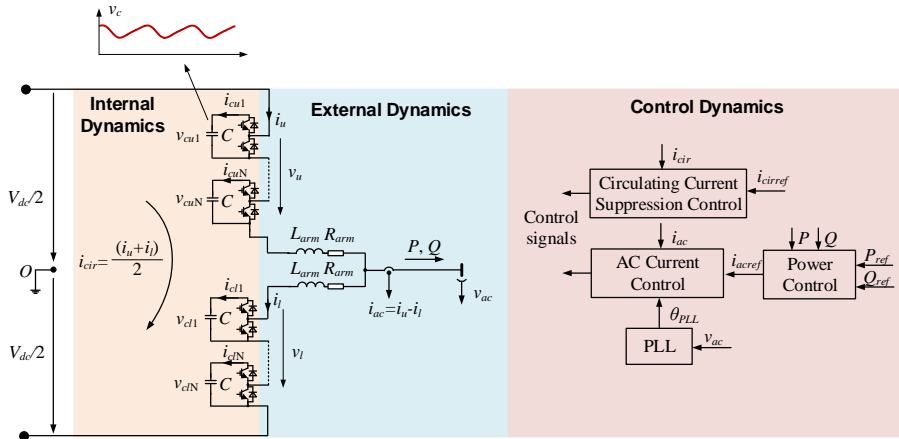 v_c
Internal Dynamics
External Dynamics
Control Dynamics
i_cu1
v_cu1
C
i_u
i_cuN
v_cuN
C
v_u
V_dc/2
L_arm R_arm
L_arm R_arm
P, Q
i_cir=(i_u+i_l)/2
O
v_ac
i_ac=i_u-i_l
i_cl1
v_cl1
C
i_l
V_dc/2
i_clN
v_clN
C
v_l
i_cir
i_cirref
Circulating Current
Suppression Control
Control
signals
i_ac
AC Current
Control
i_acref
P
Q
Power
Control
P_ref
Q_ref
θ_PLL
PLL
v_ac